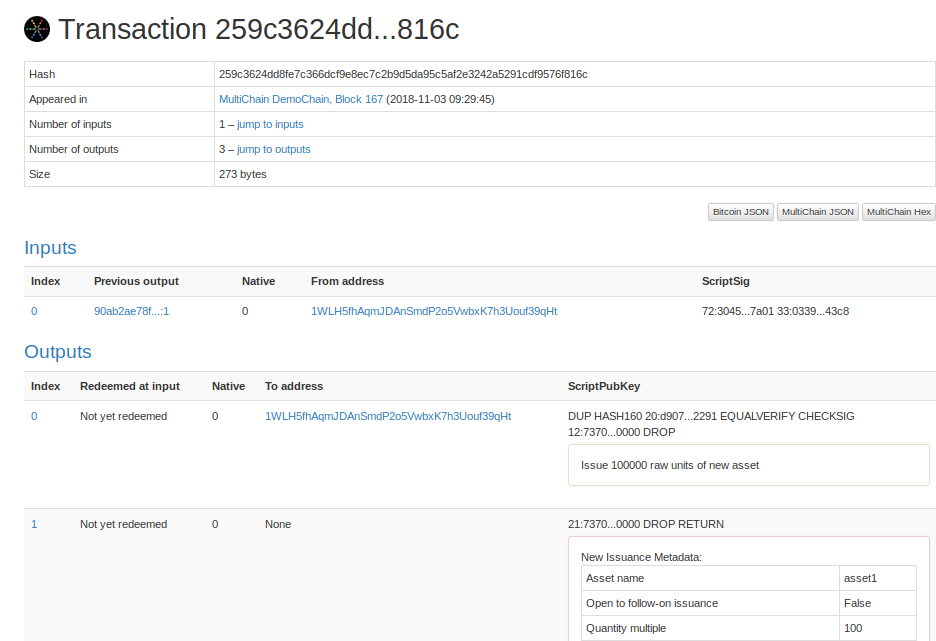 Transaction 259c3624dd...816c
Hash 259c3624dd8fe7c366dcf9e8ec7c2b9d5da95c5af2e3242a5291cdf9576f816c
Appeared in MultiChain DemoChain, Block 167 (2018-11-03 09:29:45)
Number of inputs 1 – jump to inputs
Number of outputs 3 – jump to outputs
Size 273 bytes
Bitcoin JSON MultiChain JSON MultiChain Hex
Inputs
Index Previous output Native From address ScriptSig
0 90ab2ae78f...:1 0 1WLH5fhAqmJDAnSmdP2o5VwbxK7h3Uouf39qHt 72:3045...7a01 33:0339...43c8
Outputs
Index Redeemed at input Native To address ScriptPubKey
0 Not yet redeemed 0 1WLH5fhAqmJDAnSmdP2o5VwbxK7h3Uouf39qHt DUP HASH160 20:d907...2291 EQUALVERIFY CHECKSIG
12:7370...0000 DROP
Issue 100000 raw units of new asset
1 Not yet redeemed 0 None 21:7370...0000 DROP RETURN
New Issuance Metadata:
Asset name asset1
Open to follow-on issuance False
Quantity multiple 100